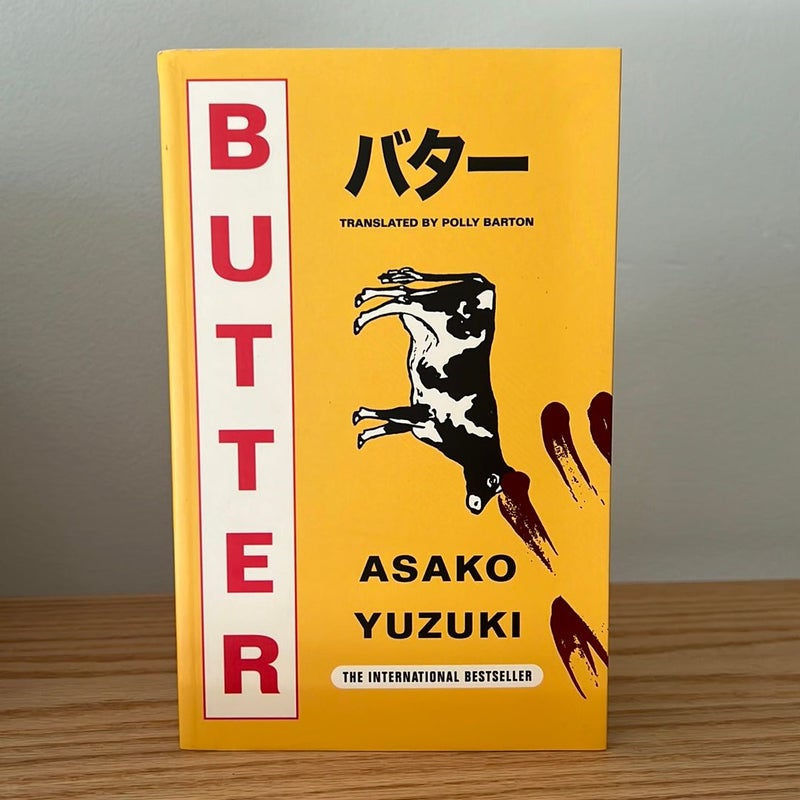 BUTTER
バター
TRANSLATED BY POLLY BARTON
ASAKO
YUZUKI
THE INTERNATIONAL BESTSELLER